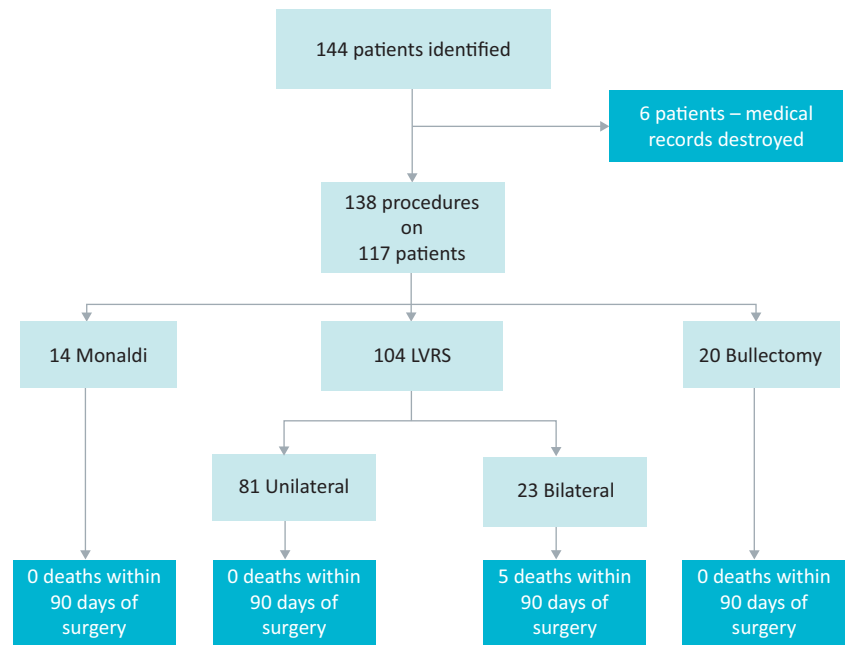 144 patients identified
6 patients – medical
records destroyed
138 procedures
on
117 patients
14 Monaldi
104 LVRS
20 Bullectomy
81 Unilateral
23 Bilateral
0 deaths within
90 days of
surgery
0 deaths within
90 days of
surgery
5 deaths within
90 days of
surgery
0 deaths within
90 days of
surgery